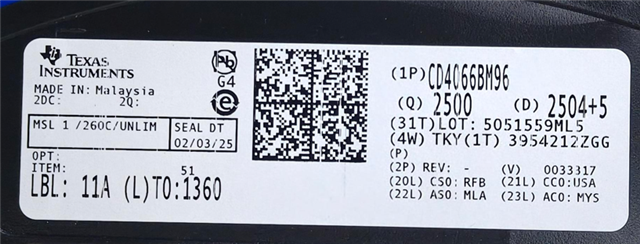 TEXAS
INSTRUMENTS
Pb
G4
MADE IN: Malaysia
2DC: 2Q:
e
MSL 1 /260C/UNLIM
SEAL DT
02/03/25
OPT:
ITEM: 51
LBL: 11A (L)TO:1360
(1P)CD4066BM96
(Q) 2500 (D) 2504+5
(31T)LOT: 5051559ML5
(4W) TKY(1T) 3954212ZGG
(P)
(2P) REV: - (V) 0033317
(20L) CSO: RFB (21L) CCO:USA
(22L) ASO: MLA (23L) ACO: MYS